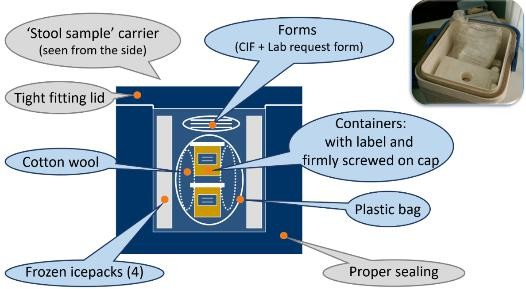 ‘Stool sample’ carrier
(seen from the side)
Forms
(CIF + Lab request form)
Tight fitting lid
Containers:
with label and
firmly screwed on cap
Cotton wool
Plastic bag
Frozen icepacks (4)
Proper sealing